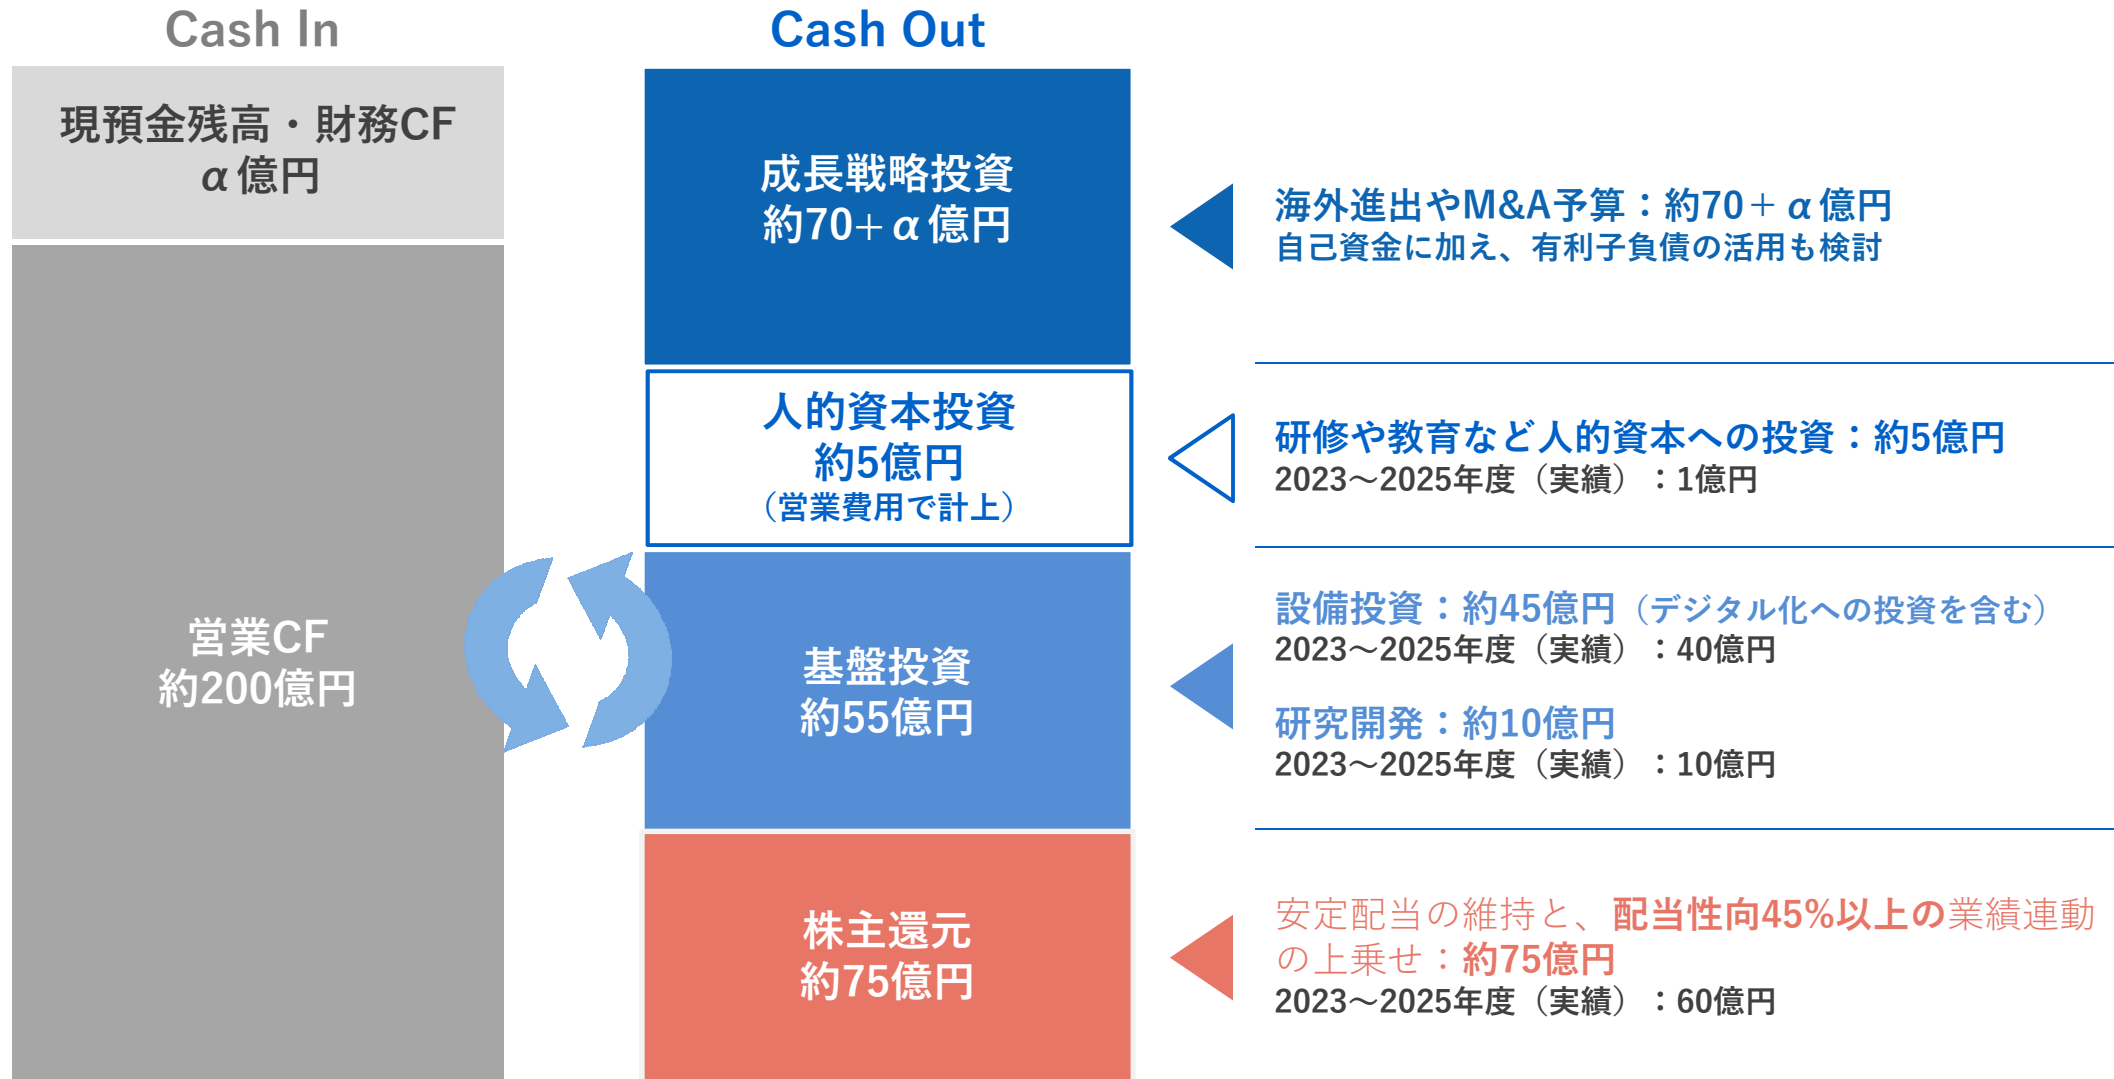 Cash In
現預金残高・財務CF
α億円
営業CF
約200億円
Cash Out
成長戦略投資
約70+α億円
人的資本投資
約5億円
（営業費用で計上）
基盤投資
約55億円
株主還元
約75億円
海外進出やM&A予算：約70＋α億円
自己資金に加え、有利子負債の活用も検討
研修や教育など人的資本への投資：約5億円
2023～2025年度（実績）：1億円
設備投資：約45億円（デジタル化への投資を含む）
2023～2025年度（実績）：40億円
研究開発：約10億円
2023～2025年度（実績）：10億円
安定配当の維持と、配当性向45%以上の業績連動
の上乗せ：約75億円
2023～2025年度（実績）：60億円